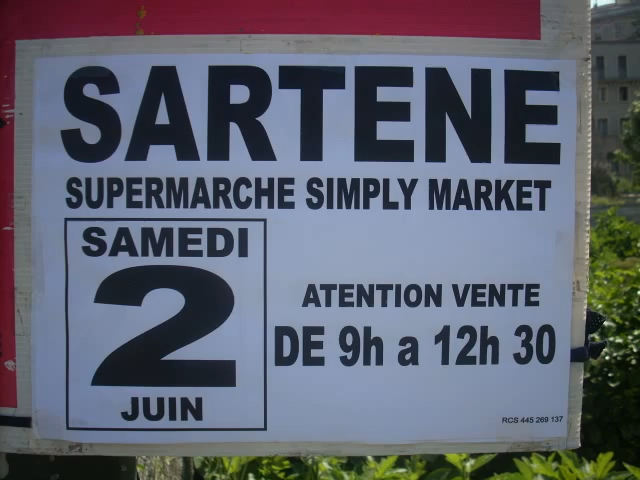 SARTENE
SUPERMARCHE SIMPLY MARKET
SAMEDI
2
JUIN
ATENTION VENTE
DE 9h a 12h 30
RCS 445 269 137